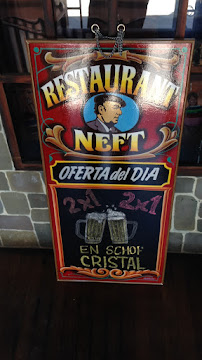 RESTAURANT
NEFT
OFERTA del DIA
2x1 2x1
EN SCHOP
CRISTAL